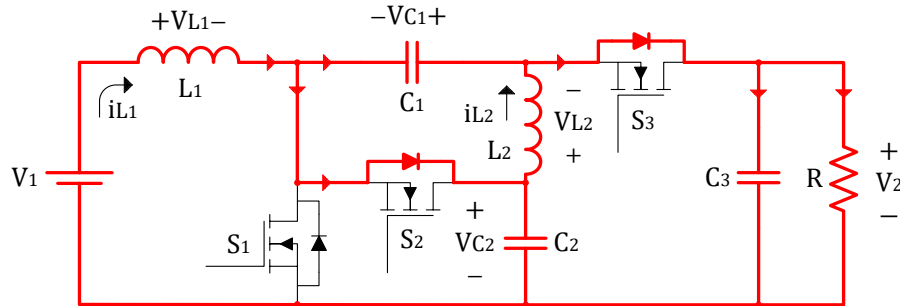 +VL1−
−VC1+
L1
iL1
C1
iL2
−
VL2
+
L2
S3
V1
C3
R
+
V2
−
S1
S2
+
VC2
−
C2